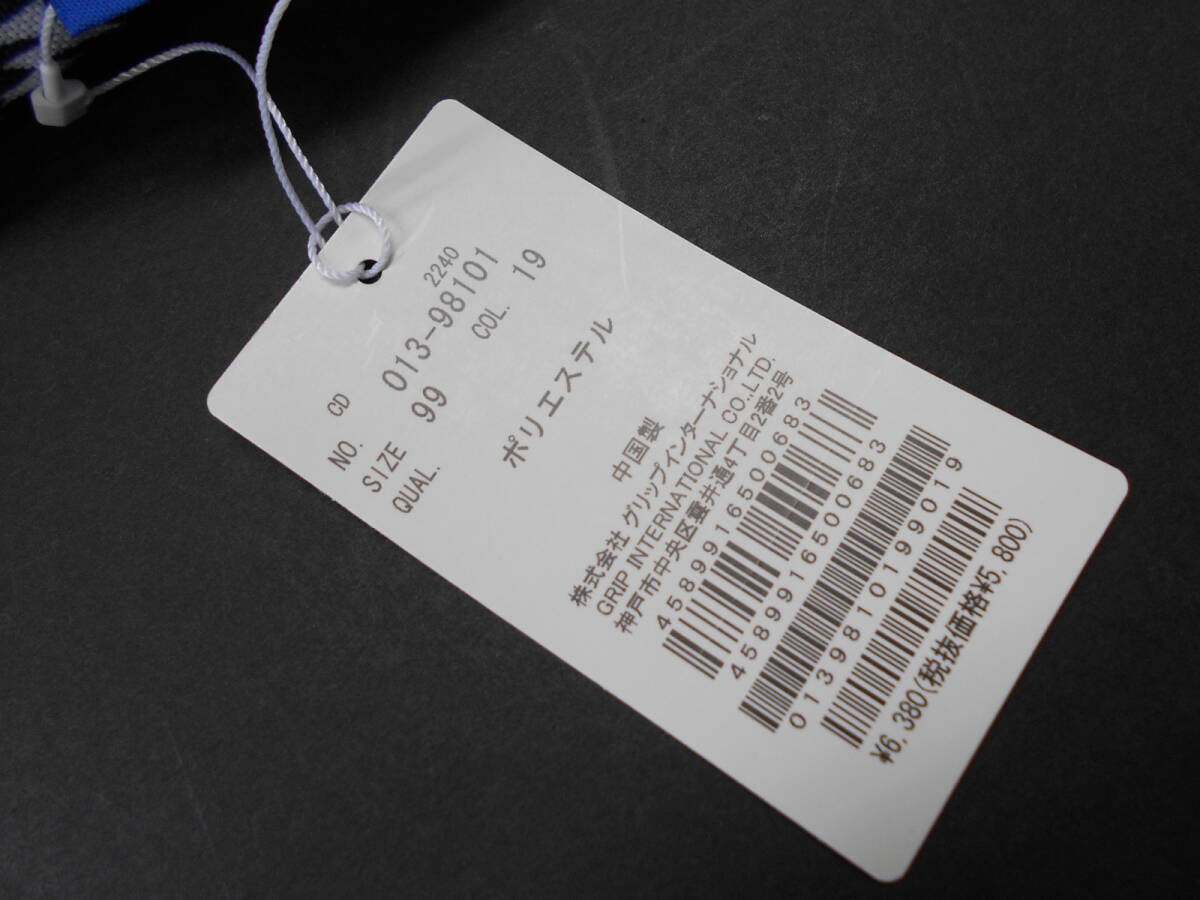 CD 2240
NO. 013-98101
SIZE 99 COL. 19
QUAL.
ポリエステル
中国製
株式会社 グリップインターナショナル
GRIP INTERNATIONAL CO.,LTD.
神戸市中央区雲井通4丁目2番2号
4589916500683
4589916500683
0139810199019
¥6,380(税抜価格¥5,800)